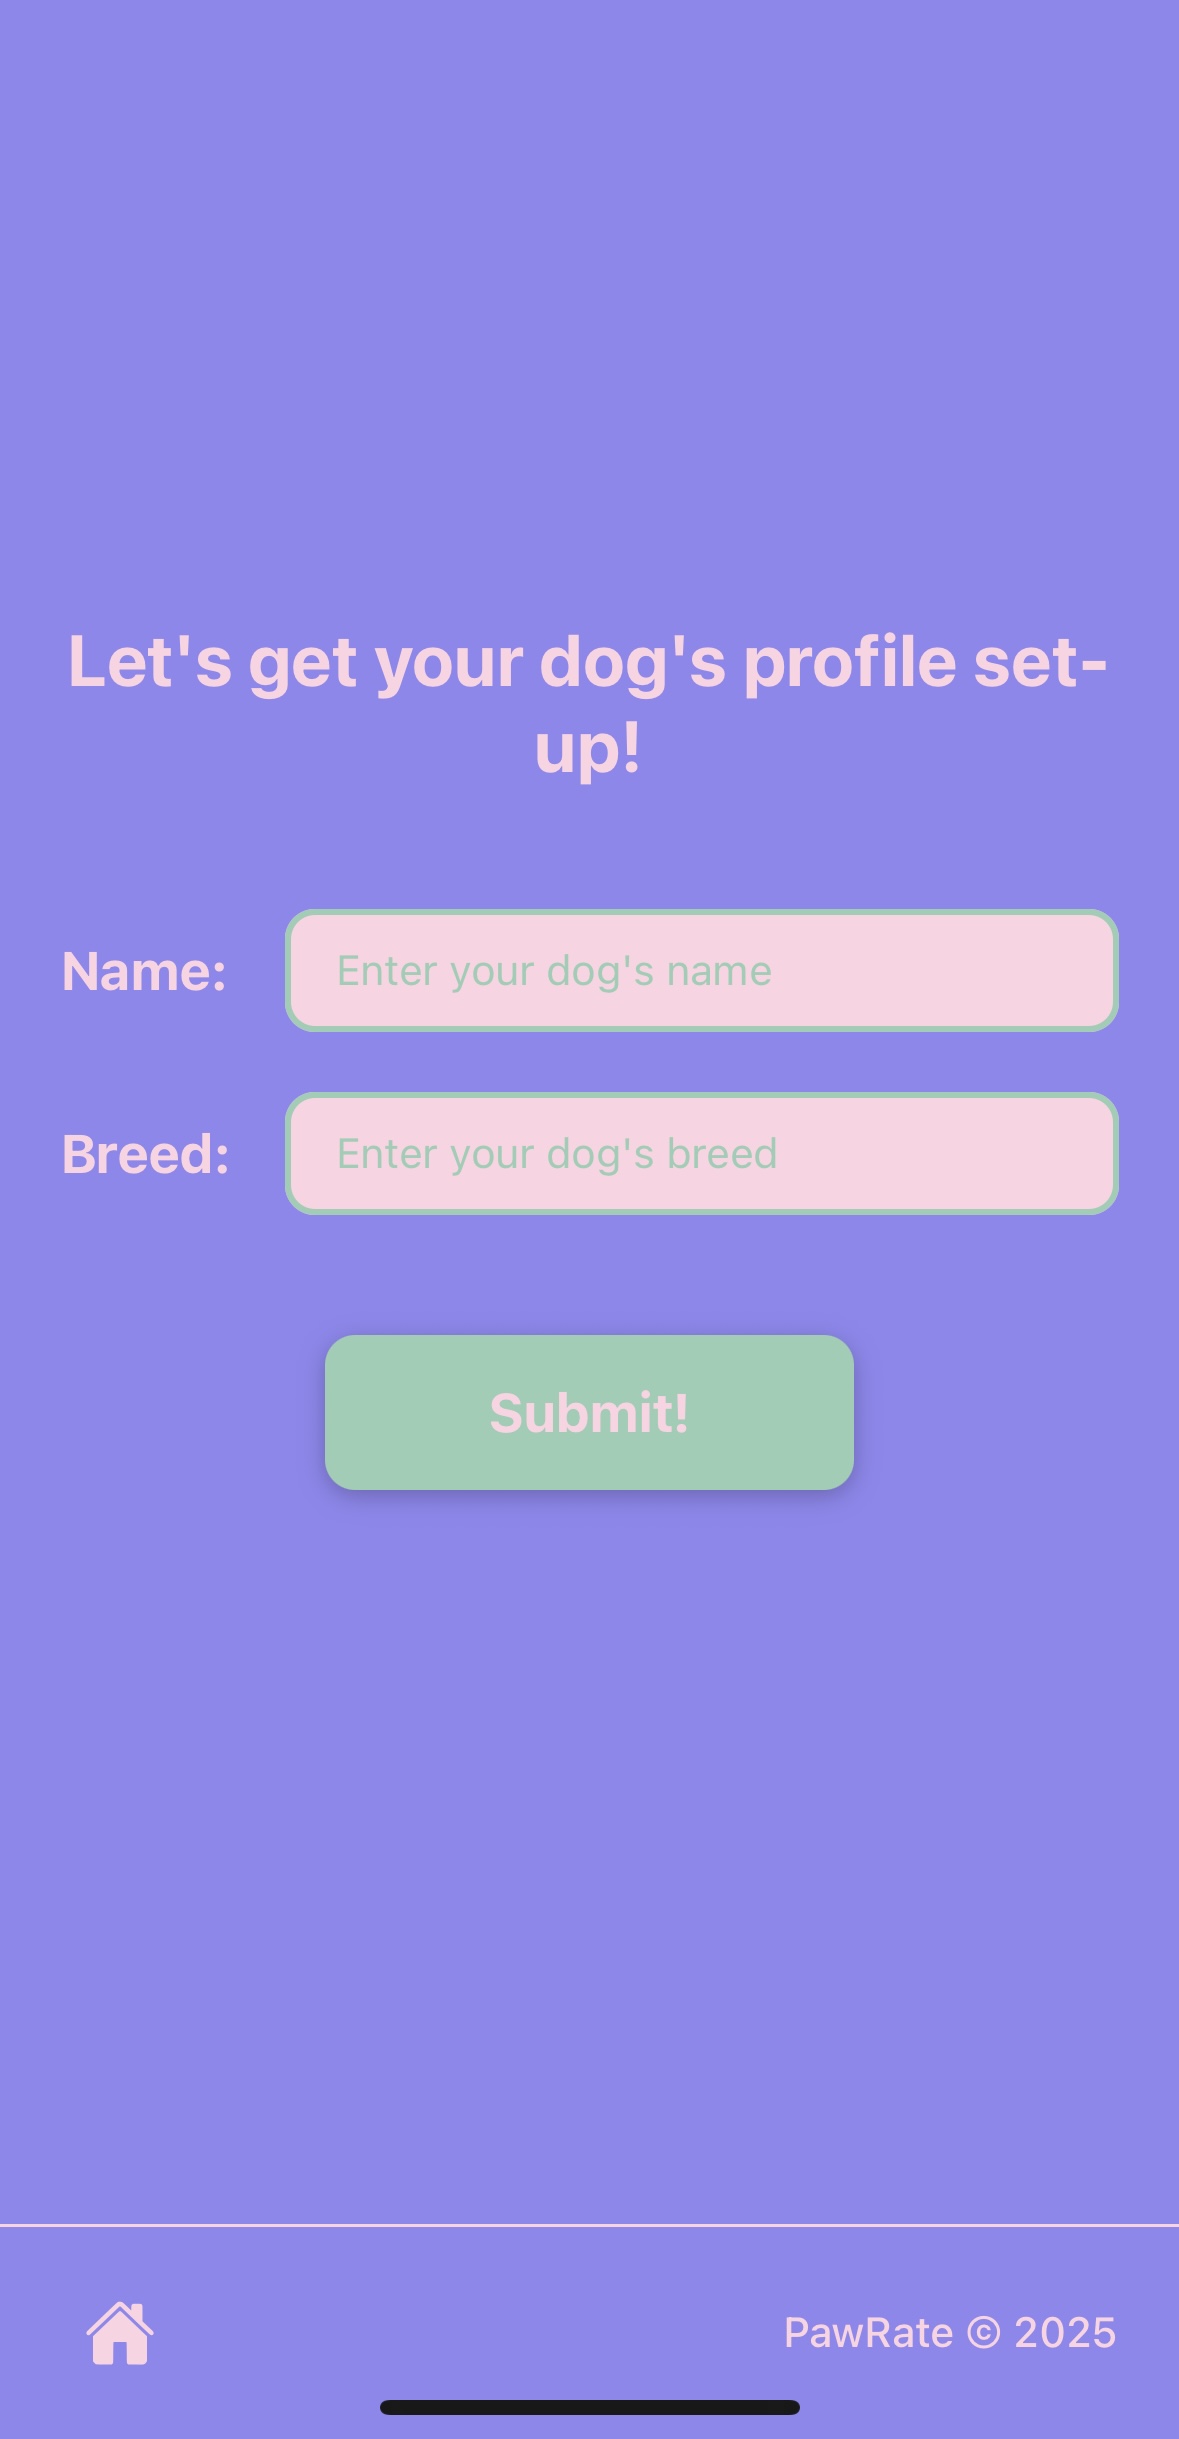 Let's get your dog's profile set-
up!
Name:
Enter your dog's name
Breed:
Enter your dog's breed
Submit!
PawRate © 2025